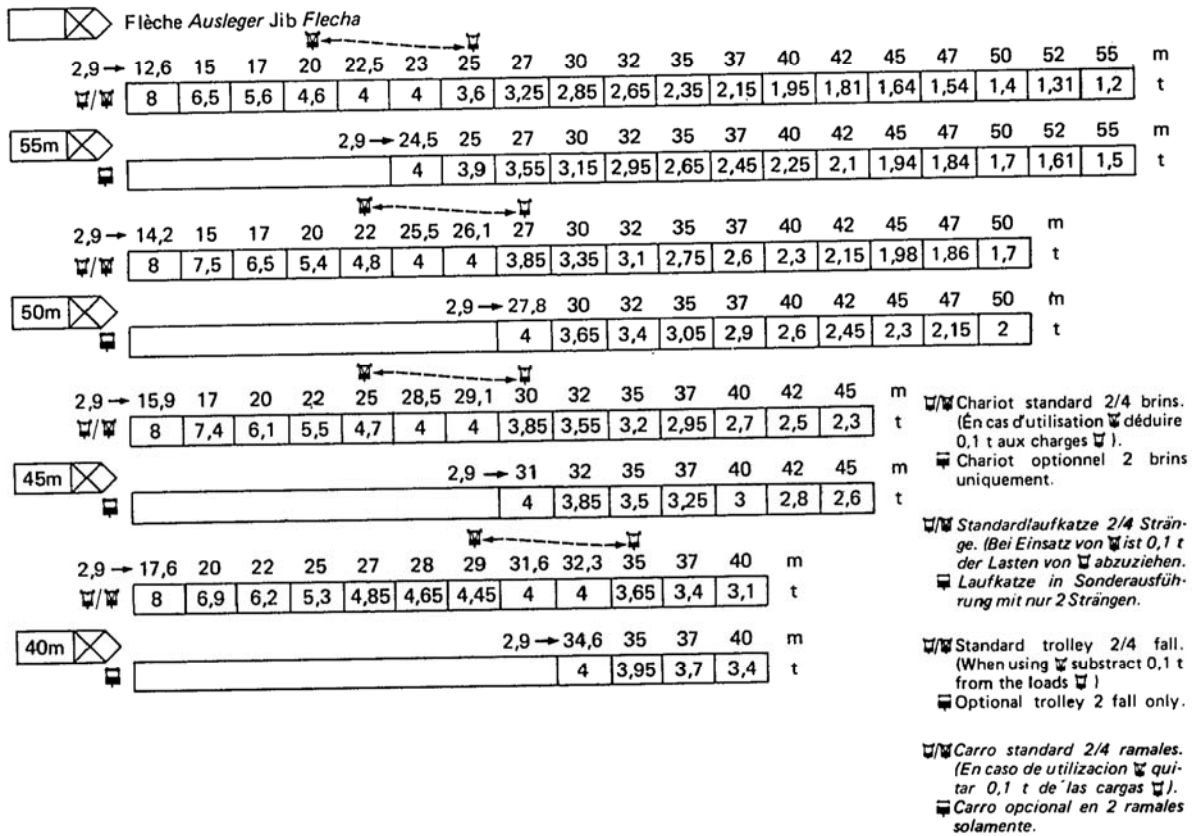 Flèche Ausleger Jib Flecha
2,9 → 12,6 15 17 20 22,5 23 25 27 30 32 35 37 40 42 45 47 50 52 55 m
8 6,5 5,6 4,6 4 4 3,6 3,25 2,85 2,65 2,35 2,15 1,95 1,81 1,64 1,54 1,4 1,31 1,2 t
55m
2,9 → 24,5 25 27 30 32 35 37 40 42 45 47 50 52 55 m
4 3,9 3,55 3,15 2,95 2,65 2,45 2,25 2,1 1,94 1,84 1,7 1,61 1,5 t
2,9 → 14,2 15 17 20 22 25,5 26,1 27 30 32 35 37 40 42 45 47 50 m
8 7,5 6,5 5,4 4,8 4 4 3,85 3,35 3,1 2,75 2,6 2,3 2,15 1,98 1,86 1,7 t
50m
2,9 → 27,8 30 32 35 37 40 42 45 47 50 m
4 3,65 3,4 3,05 2,9 2,6 2,45 2,3 2,15 2 t
2,9 → 15,9 17 20 22 25 28,5 29,1 30 32 35 37 40 42 45 m
8 7,4 6,1 5,5 4,7 4 4 3,85 3,55 3,2 2,95 2,7 2,5 2,3 t
45m
2,9 → 31 32 35 37 40 42 45 m
4 3,85 3,5 3,25 3 2,8 2,6 t
2,9 → 17,6 20 22 25 27 28 29 31,6 32,3 35 37 40 m
8 6,9 6,2 5,3 4,85 4,65 4,45 4 4 3,65 3,4 3,1 t
40m
2,9 → 34,6 35 37 40 m
4 3,95 3,7 3,4 t
Chariot standard 2/4 brins.
(En cas d'utilisation déduire
0,1 t aux charges ).
Chariot optionnel 2 brins
uniquement.
Standardlaufkatze 2/4 Strän-
ge. (Bei Einsatz von ist 0,1 t
der Lasten von abzuziehen.
Laufkatze in Sonderausfüh-
rung mit nur 2 Strängen.
Standard trolley 2/4 fall.
(When using substract 0,1 t
from the loads )
Optional trolley 2 fall only.
Carro standard 2/4 ramales.
(En caso de utilizacion qui-
tar 0,1 t de las cargas ).
Carro opcional en 2 ramales
solamente.